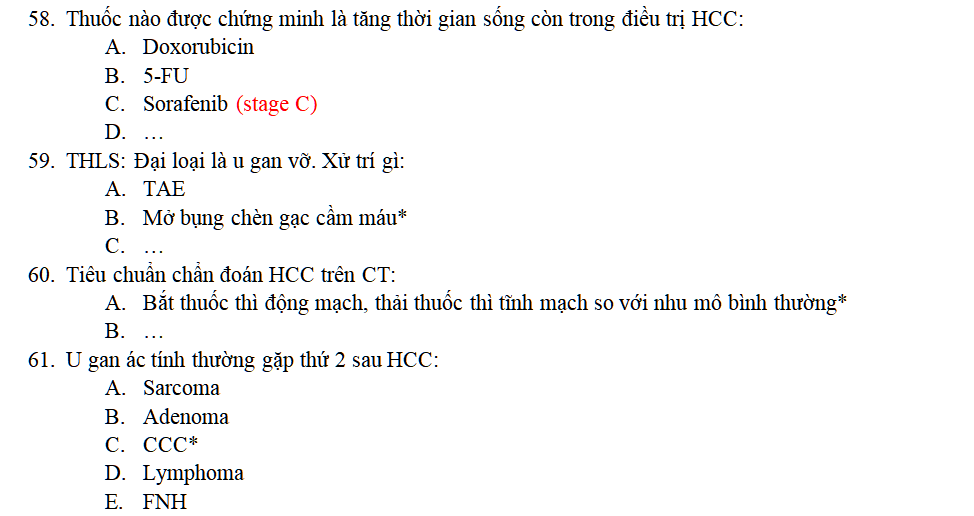 58. Thuốc nào được chứng minh là tăng thời gian sống còn trong điều trị HCC:
A. Doxorubicin
B. 5-FU
C. Sorafenib (stage C)
D. …
59. THLS: Đại loại là u gan vỡ. Xử trí gì:
A. TAE
B. Mở bụng chèn gạc cầm máu*
C. …
60. Tiêu chuẩn chẩn đoán HCC trên CT:
A. Bắt thuốc thì động mạch, thải thuốc thì tĩnh mạch so với nhu mô bình thường*
B. …
61. U gan ác tính thường gặp thứ 2 sau HCC:
A. Sarcoma
B. Adenoma
C. CCC*
D. Lymphoma
E. FNH